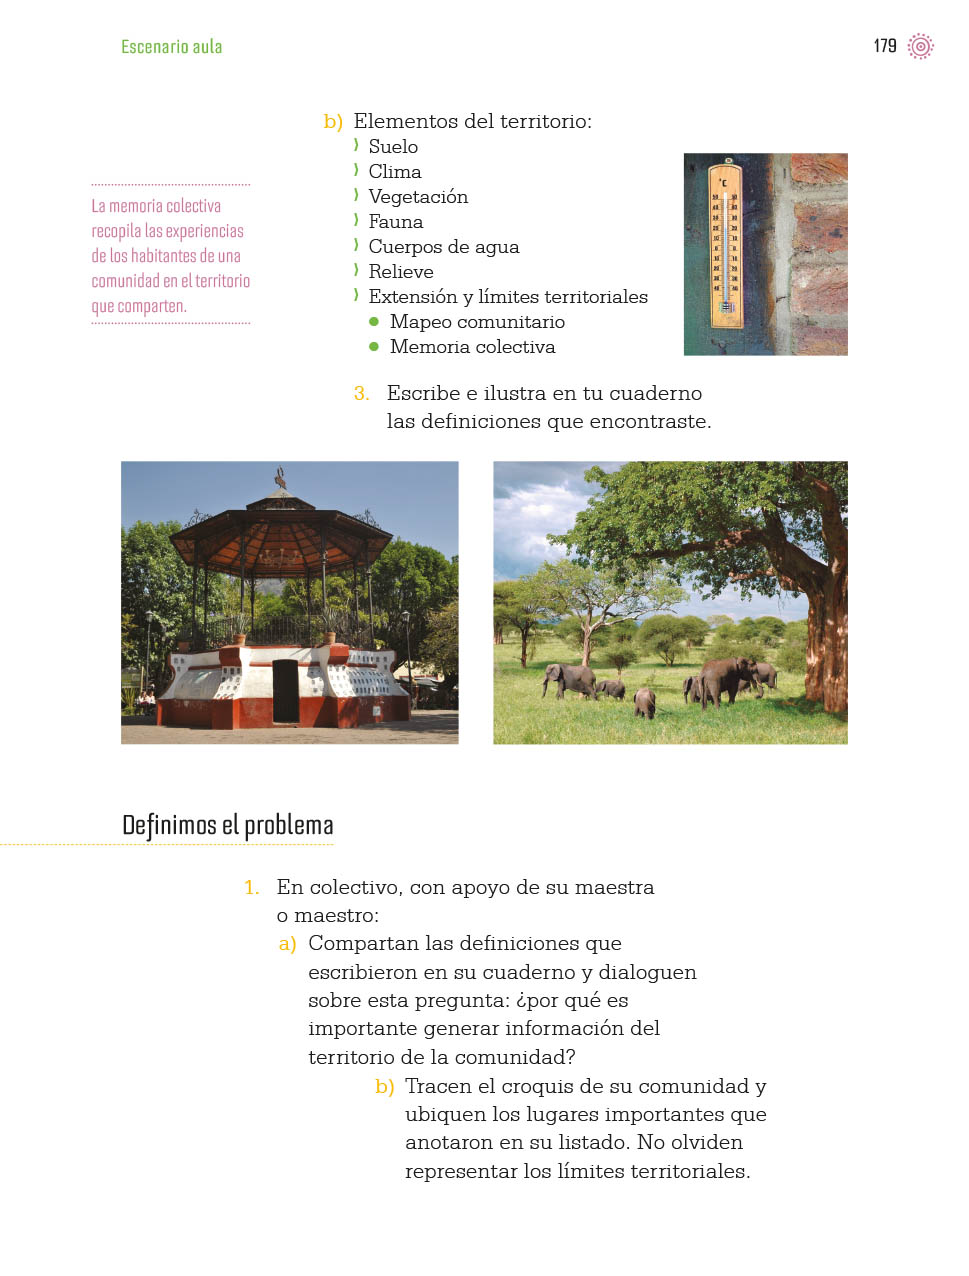 Escenario aula
179
b) Elementos del territorio:
Suelo
Clima
Vegetación
Fauna
Cuerpos de agua
Relieve
Extensión y límites territoriales
● Mapeo comunitario
● Memoria colectiva
La memoria colectiva
recopila las experiencias
de los habitantes de una
comunidad en el territorio
que comparten.
°C
3. Escribe e ilustra en tu cuaderno
las definiciones que encontraste.
Definimos el problema
1. En colectivo, con apoyo de su maestra
o maestro:
a) Compartan las definiciones que
escribieron en su cuaderno y dialoguen
sobre esta pregunta: ¿por qué es
importante generar información del
territorio de la comunidad?
b) Tracen el croquis de su comunidad y
ubiquen los lugares importantes que
anotaron en su listado. No olviden
representar los límites territoriales.